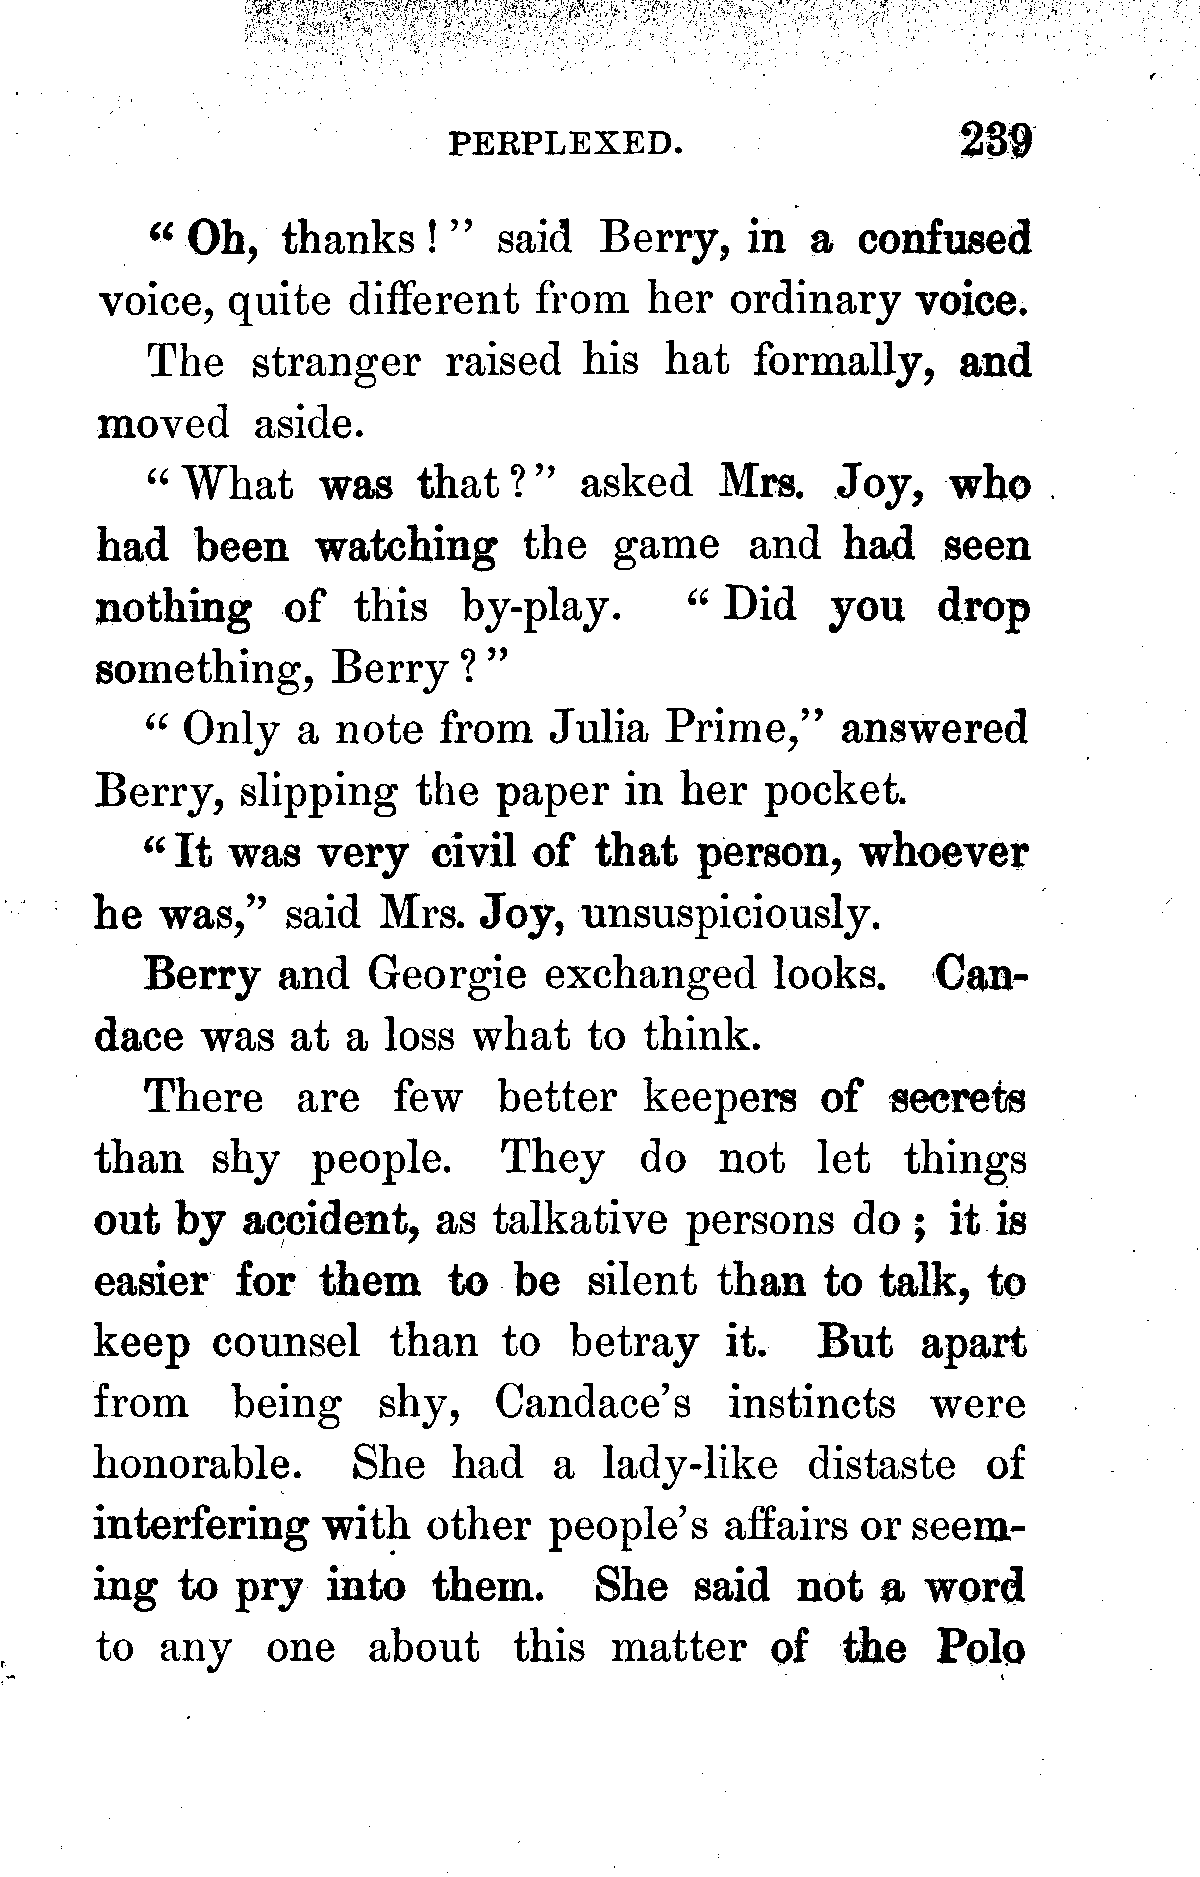 PERPLEXED. 239
“ Oh, thanks ! ” said Berry, in a confused
voice, quite different from her ordinary voice.
The stranger raised his hat formally, and
moved aside.
“ What was that ? ” asked Mrs. Joy, who
had been watching the game and had seen
nothing of this by-play. “ Did you drop
something, Berry ? ”
“ Only a note from Julia Prime,” answered
Berry, slipping the paper in her pocket.
“ It was very civil of that person, whoever
he was,” said Mrs. Joy, unsuspiciously.
Berry and Georgie exchanged looks. Can-
dace was at a loss what to think.
There are few better keepers of secrets
than shy people. They do not let things
out by accident, as talkative persons do ; it is
easier for them to be silent than to talk, to
keep counsel than to betray it. But apart
from being shy, Candace’s instincts were
honorable. She had a lady-like distaste of
interfering with other people’s affairs or seem-
ing to pry into them. She said not a word
to any one about this matter of the Polo